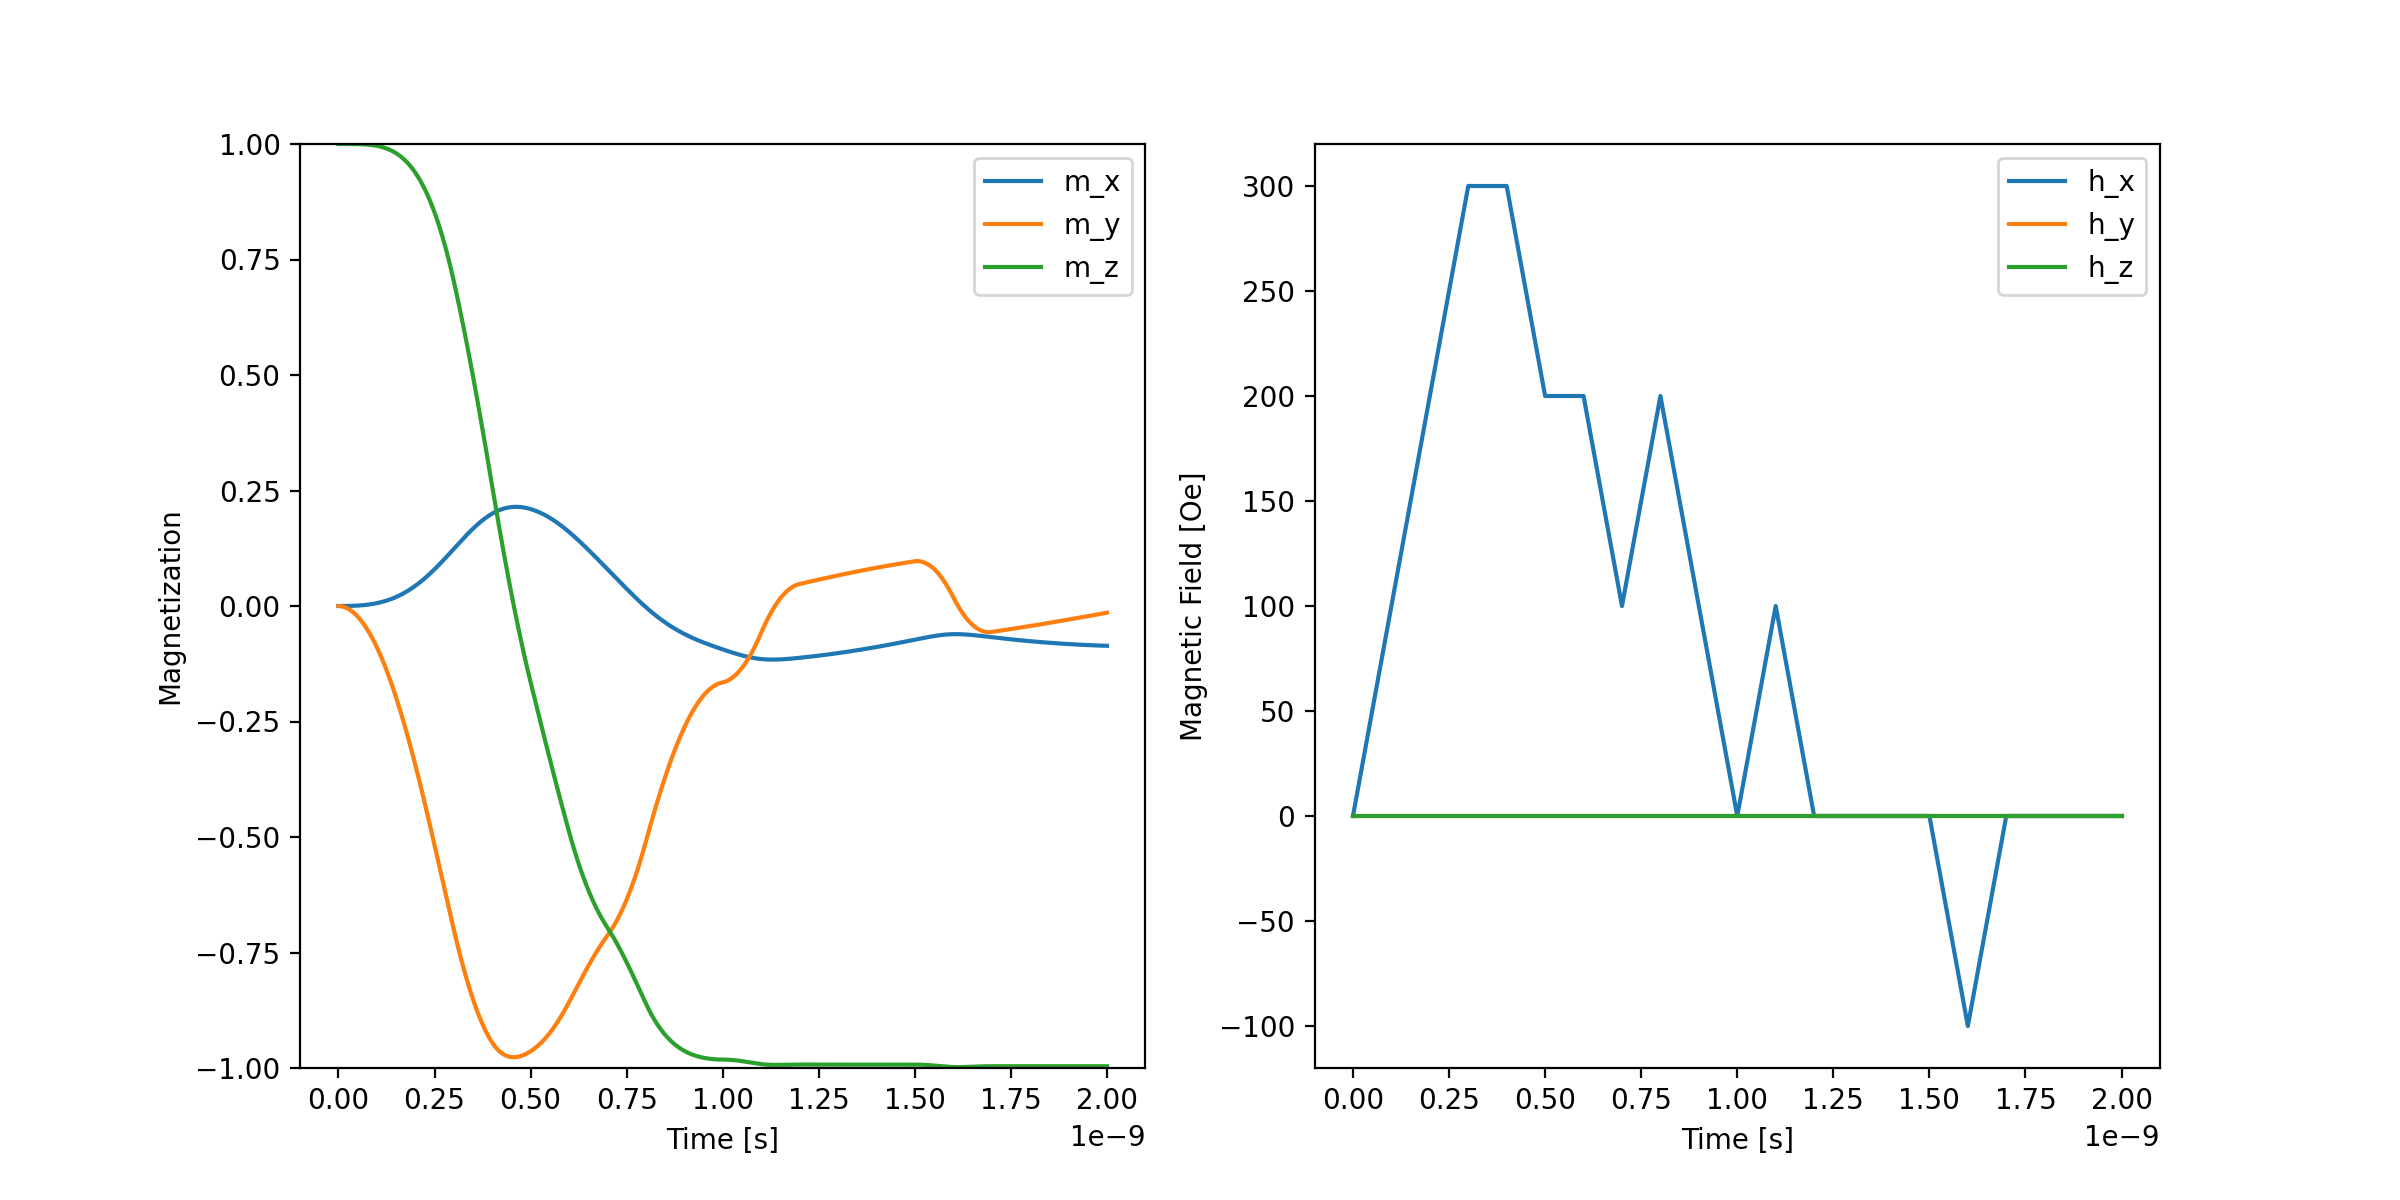 1.00
0.75
0.50
0.25
0.00
−0.25
−0.50
−0.75
−1.00
Magnetization
m_x
m_y
m_z
0.00 0.25 0.50 0.75 1.00 1.25 1.50 1.75 2.00
Time [s]
1e−9
300
250
200
150
100
50
0
−50
−100
Magnetic Field [Oe]
h_x
h_y
h_z
0.00 0.25 0.50 0.75 1.00 1.25 1.50 1.75 2.00
Time [s]
1e−9